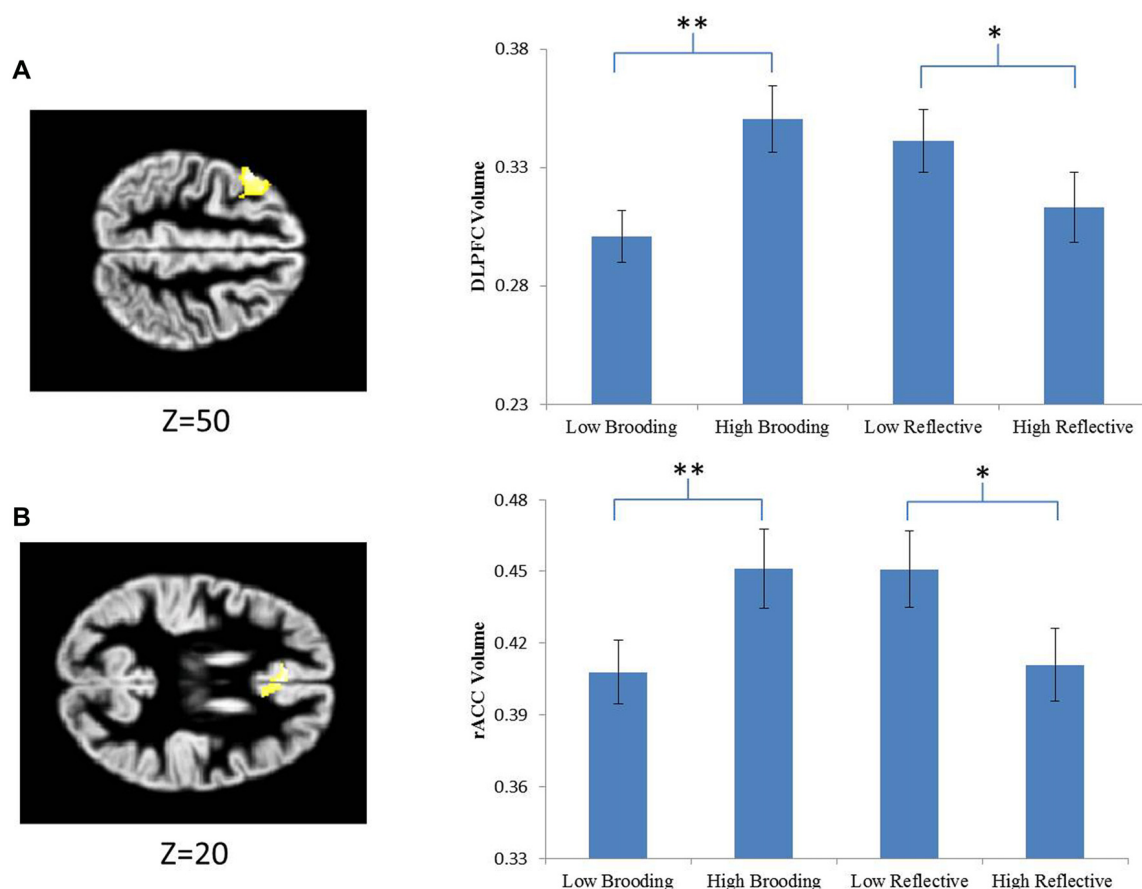 A
Z=50
DLPFC Volume
0.38
0.33
0.28
0.23
**
*
Low Brooding High Brooding Low Reflective High Reflective
B
Z=20
rACC Volume
0.48
0.45
0.42
0.39
0.36
0.33
**
*
Low Brooding High Brooding Low Reflective High Reflective